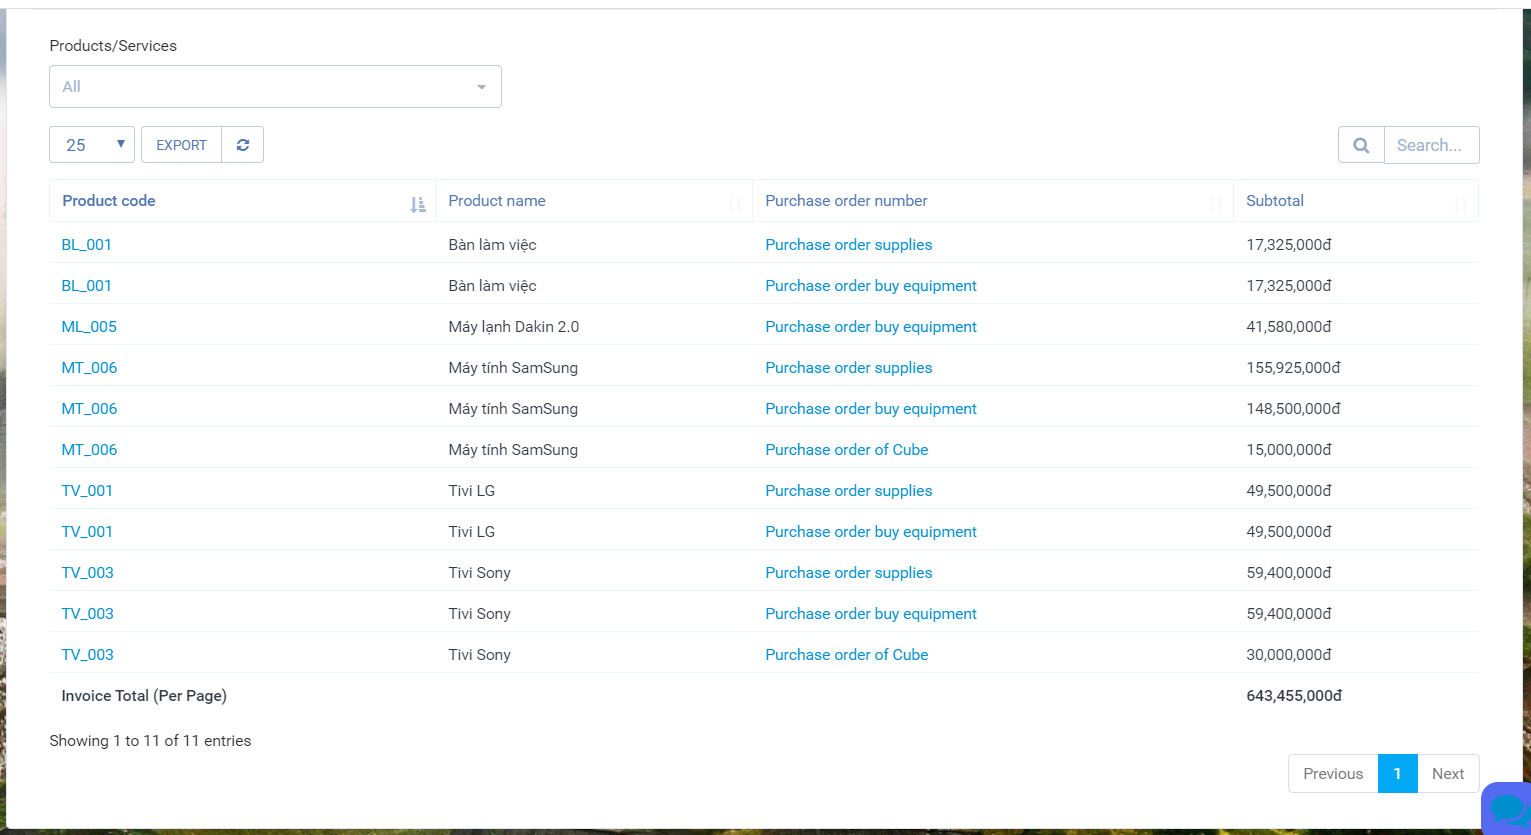 Products/Services
All
25 EXPORT Search...
Product code Product name Purchase order number Subtotal
BL_001 Bàn làm việc Purchase order supplies 17,325,000đ
BL_001 Bàn làm việc Purchase order buy equipment 17,325,000đ
ML_005 Máy lạnh Dakin 2.0 Purchase order buy equipment 41,580,000đ
MT_006 Máy tính SamSung Purchase order supplies 155,925,000đ
MT_006 Máy tính SamSung Purchase order buy equipment 148,500,000đ
MT_006 Máy tính SamSung Purchase order of Cube 15,000,000đ
TV_001 Tivi LG Purchase order supplies 49,500,000đ
TV_001 Tivi LG Purchase order buy equipment 49,500,000đ
TV_003 Tivi Sony Purchase order supplies 59,400,000đ
TV_003 Tivi Sony Purchase order buy equipment 59,400,000đ
TV_003 Tivi Sony Purchase order of Cube 30,000,000đ
Invoice Total (Per Page) 643,455,000đ
Showing 1 to 11 of 11 entries
Previous 1 Next